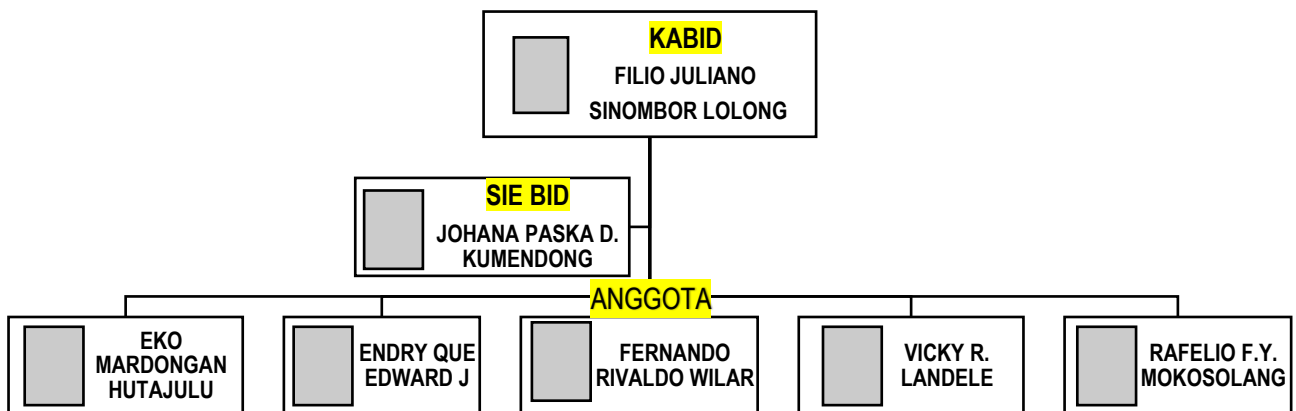 KABID
FILIO JULIANO
SINOMBOR LOLONG
SIE BID
JOHANA PASKA D.
KUMENDONG
ANGGOTA
EKO
MARDONGAN
HUTAJULU
ENDRY QUE
EDWARD J
FERNANDO
RIVALDO WILAR
VICKY R.
LANDELE
RAFELIO F.Y.
MOKOSOLANG